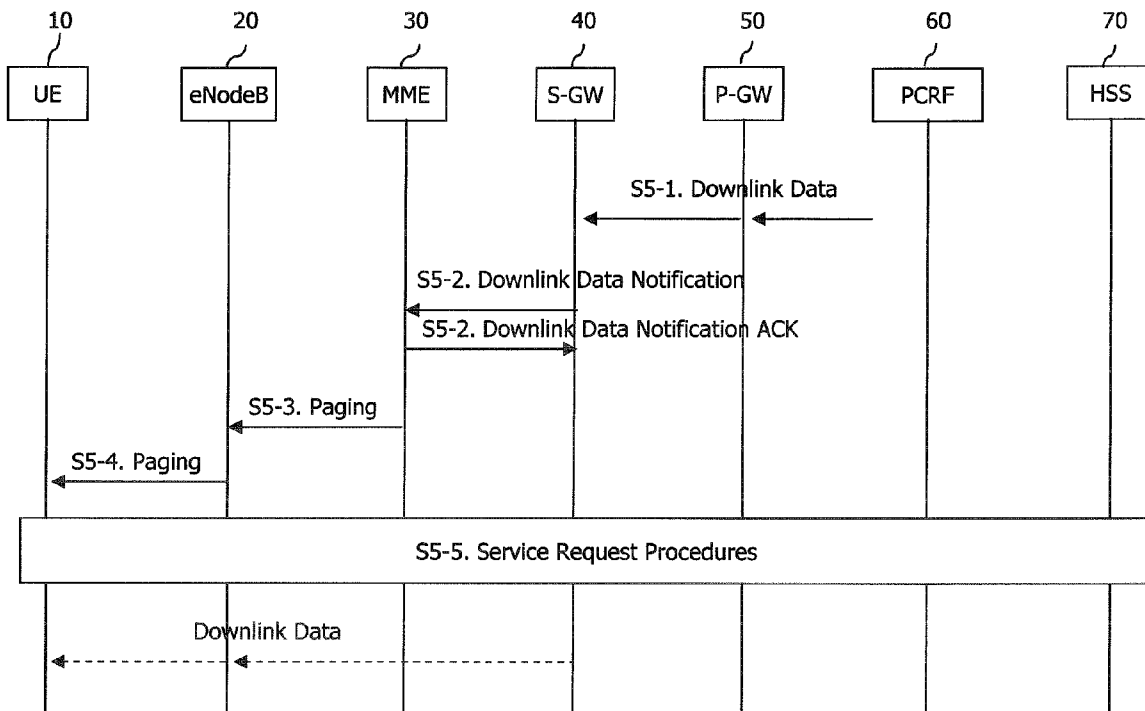 10 20 30 40 50 60 70
UE eNodeB MME S-GW P-GW PCRF HSS
S5-1. Downlink Data
S5-2. Downlink Data Notification
S5-2. Downlink Data Notification ACK
S5-3. Paging
S5-4. Paging
S5-5. Service Request Procedures
Downlink Data